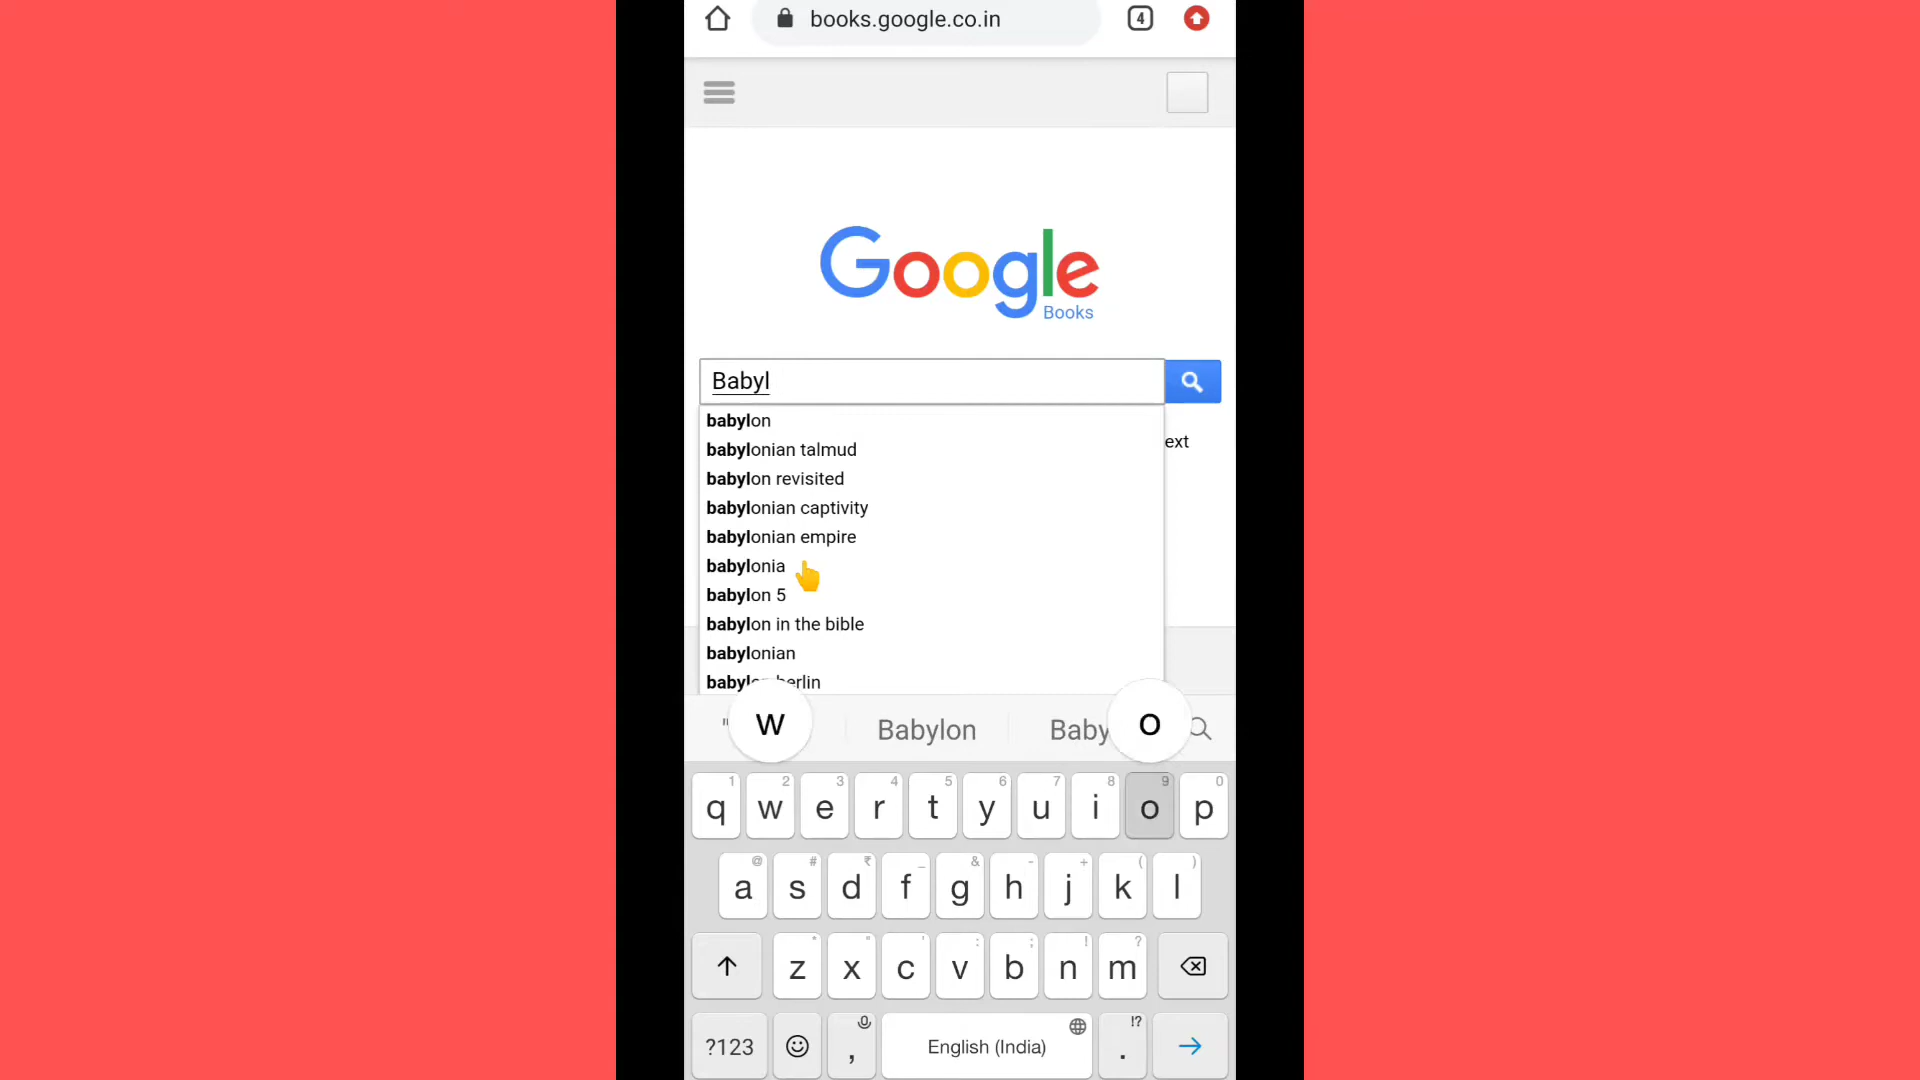 4
books.google.co.in
Google
Books
Babyl
babylon
babylonian talmud
ext
babylon revisited
babylonian captivity
babylonian empire
babylonia
babylon 5
babylon in the bible
babylonian
berlin
w
Babylon
Baby
o
1 2 3 4 5 6 7 8 9 0
q w e r t y u i o p
@ # ₹ _ & - + ( )
a s d f g h j k l
* " ' : ; ! ?
z x c v b n m
!?
?123 , English (India) .